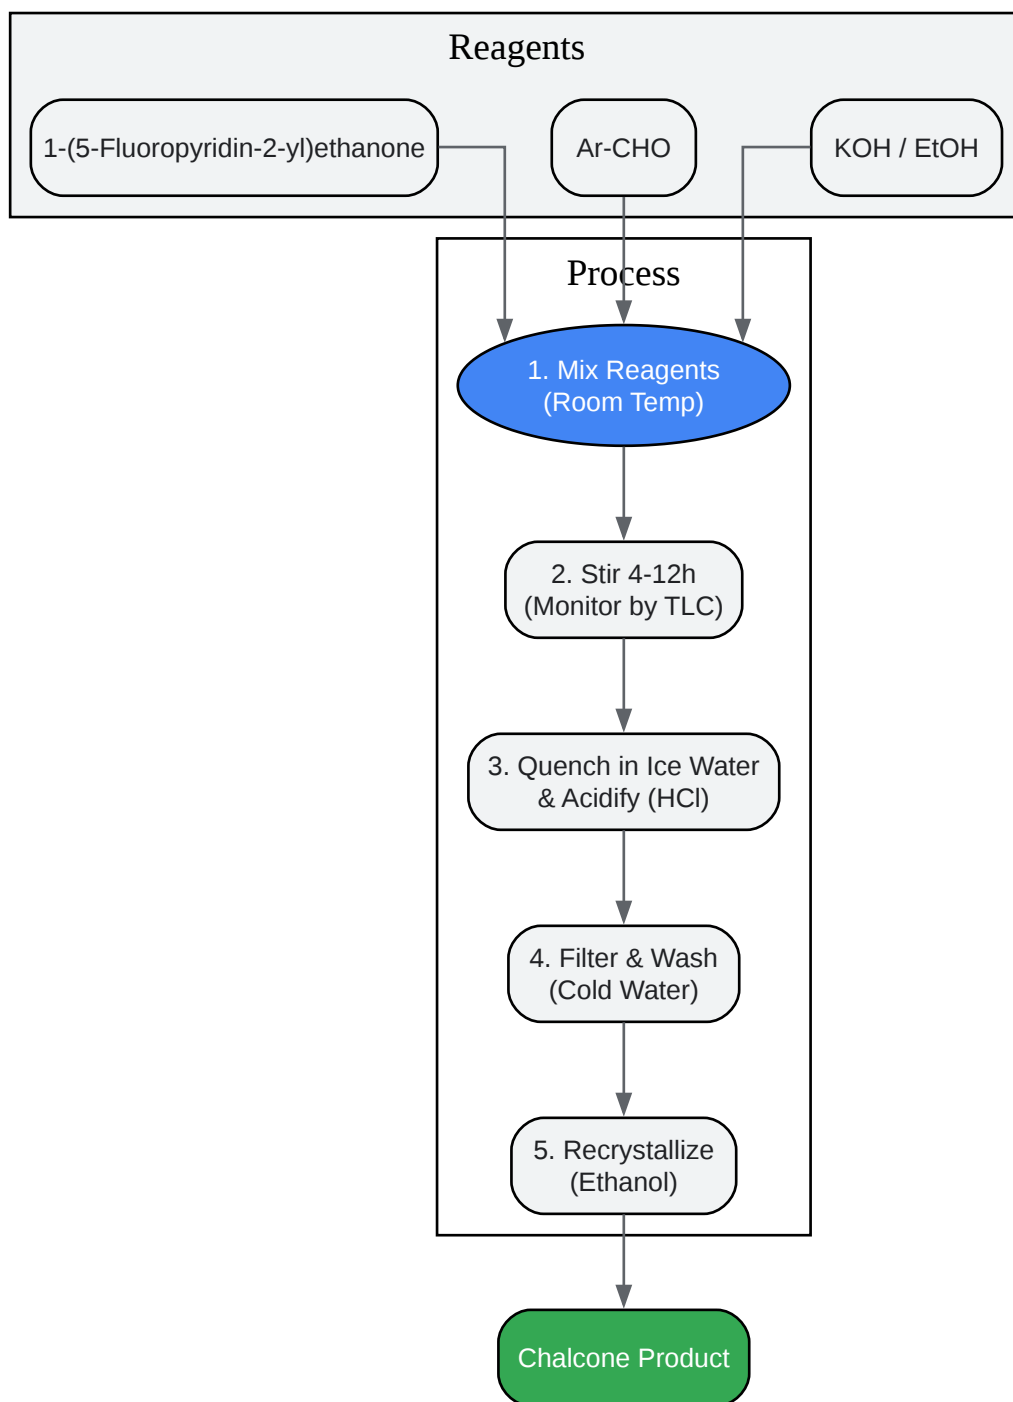 Reagents
1-(5-Fluoropyridin-2-yl)ethanone
Ar-CHO
KOH / EtOH
Process
1. Mix Reagents
(Room Temp)
2. Stir 4-12h
(Monitor by TLC)
3. Quench in Ice Water
& Acidify (HCl)
4. Filter & Wash
(Cold Water)
5. Recrystallize
(Ethanol)
Chalcone Product